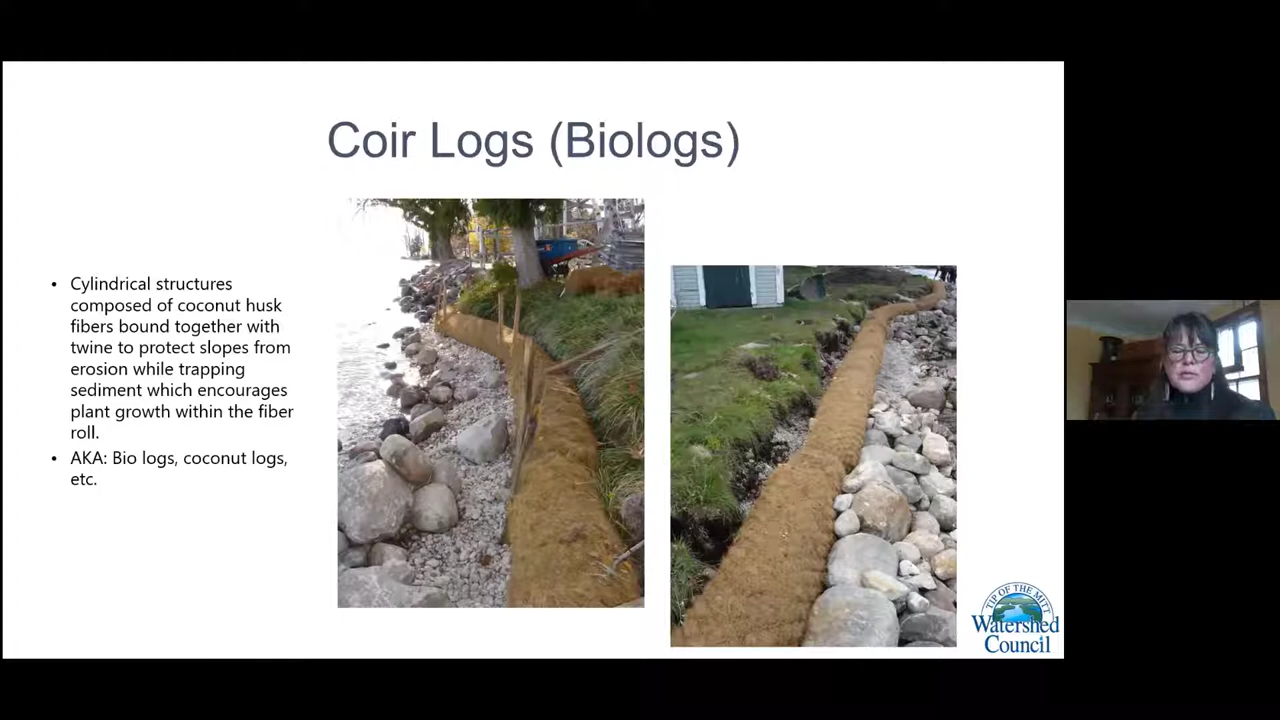 Coir Logs (Biologs)
• Cylindrical structures
composed of coconut husk
fibers bound together with
twine to protect slopes from
erosion while trapping
sediment which encourages
plant growth within the fiber
roll.
• AKA: Bio logs, coconut logs,
etc.
TIP OF THE MITT
Watershed
Council